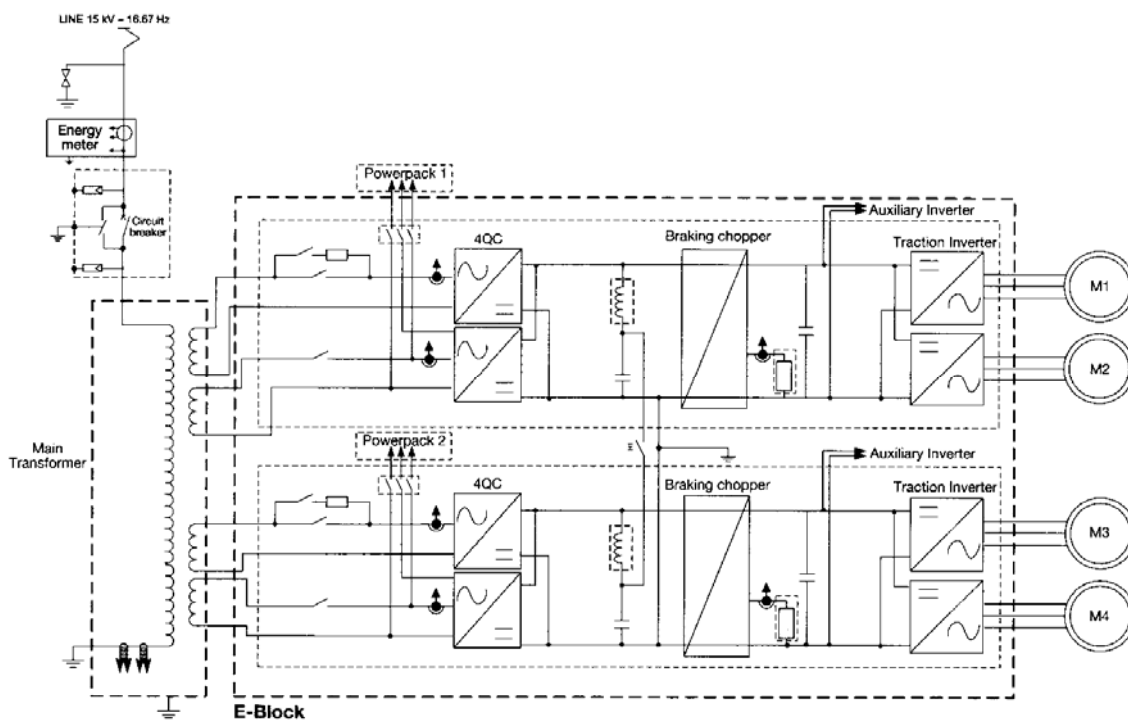 LINE 15 kV – 16.67 Hz
Energy
meter
Circuit
breaker
Main
Transformer
Powerpack 1
4QC
Braking chopper
Auxiliary Inverter
Traction Inverter
M1
M2
Powerpack 2
4QC
Braking chopper
Auxiliary Inverter
Traction Inverter
M3
M4
E-Block